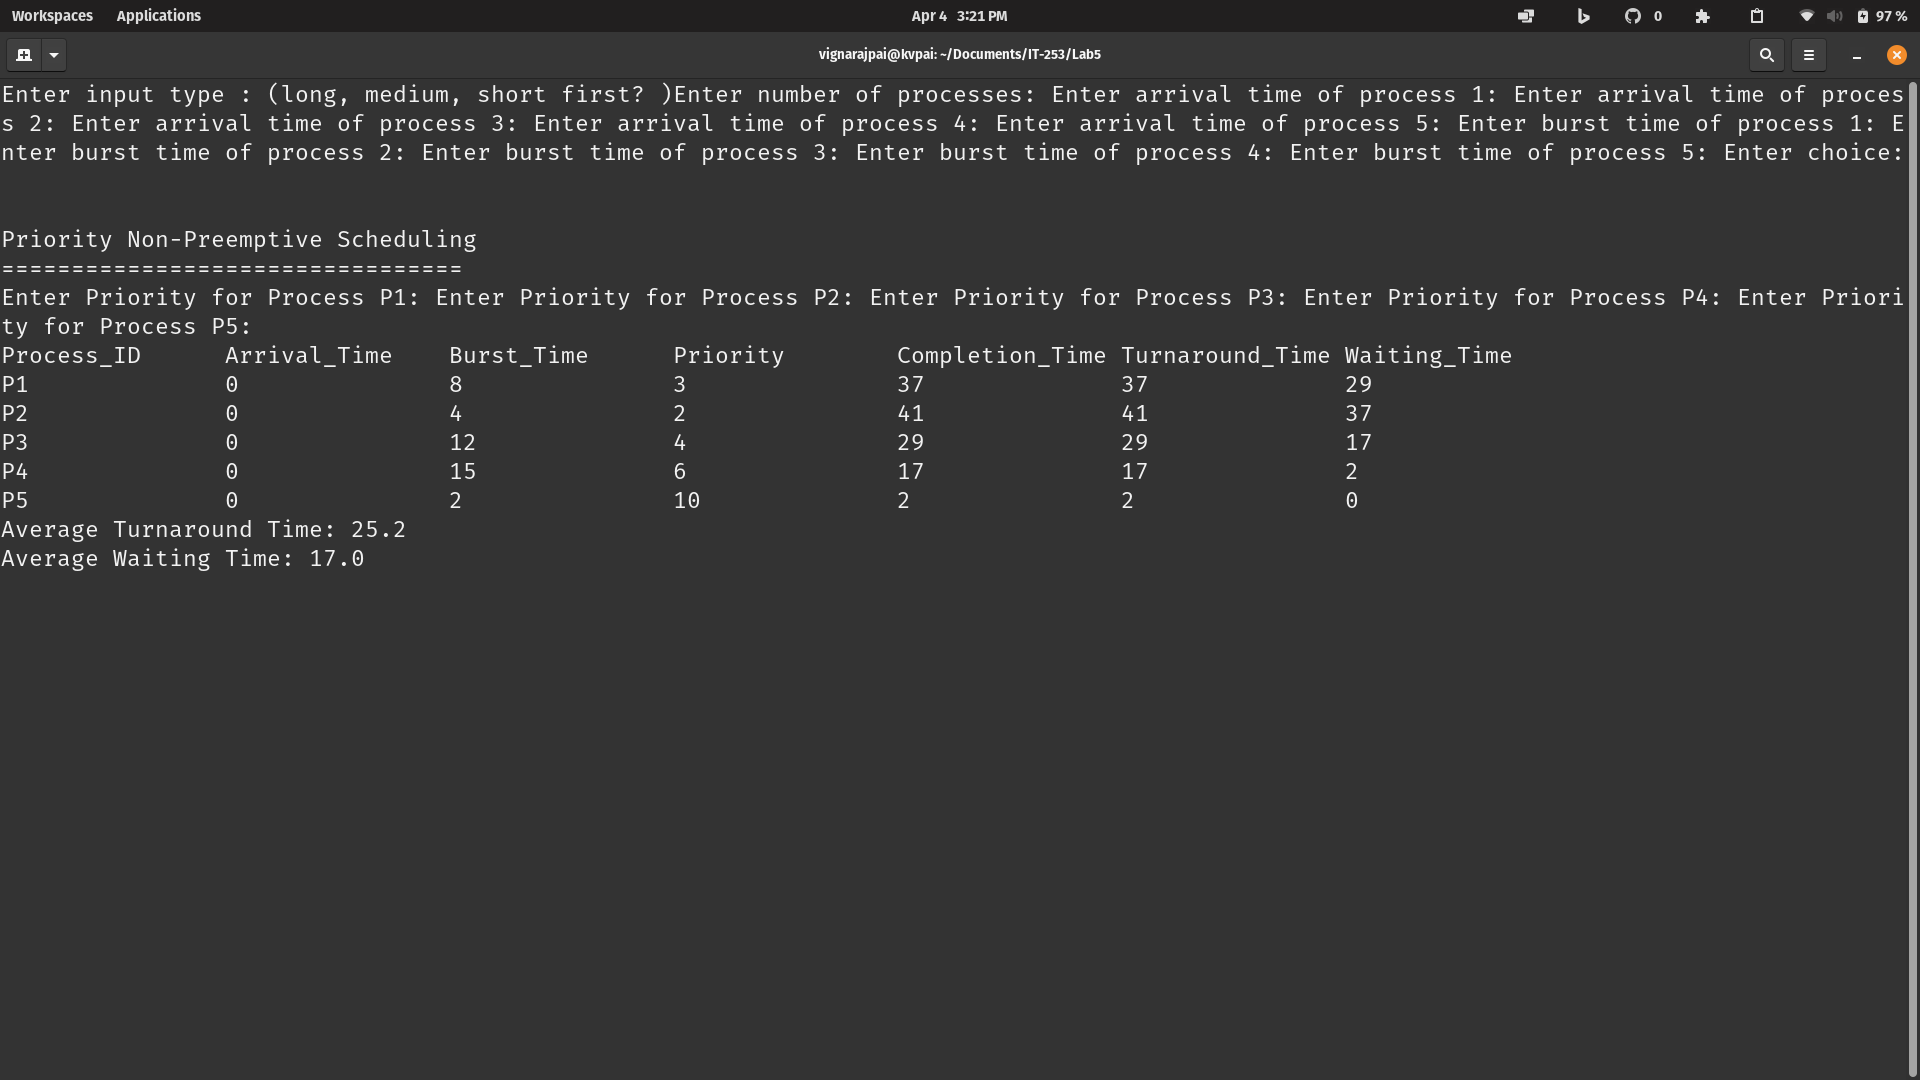 Workspaces Applications Apr 4 3:21 PM 0 97 %
vignarajpai@kvpai: ~/Documents/IT-253/Lab5
Enter input type : (long, medium, short first? )Enter number of processes: Enter arrival time of process 1: Enter arrival time of proces
s 2: Enter arrival time of process 3: Enter arrival time of process 4: Enter arrival time of process 5: Enter burst time of process 1: E
nter burst time of process 2: Enter burst time of process 3: Enter burst time of process 4: Enter burst time of process 5: Enter choice:
Priority Non-Preemptive Scheduling
=================================
Enter Priority for Process P1: Enter Priority for Process P2: Enter Priority for Process P3: Enter Priority for Process P4: Enter Priori
ty for Process P5:
Process_ID Arrival_Time Burst_Time Priority Completion_Time Turnaround_Time Waiting_Time
P1 0 8 3 37 37 29
P2 0 4 2 41 41 37
P3 0 12 4 29 29 17
P4 0 15 6 17 17 2
P5 0 2 10 2 2 0
Average Turnaround Time: 25.2
Average Waiting Time: 17.0